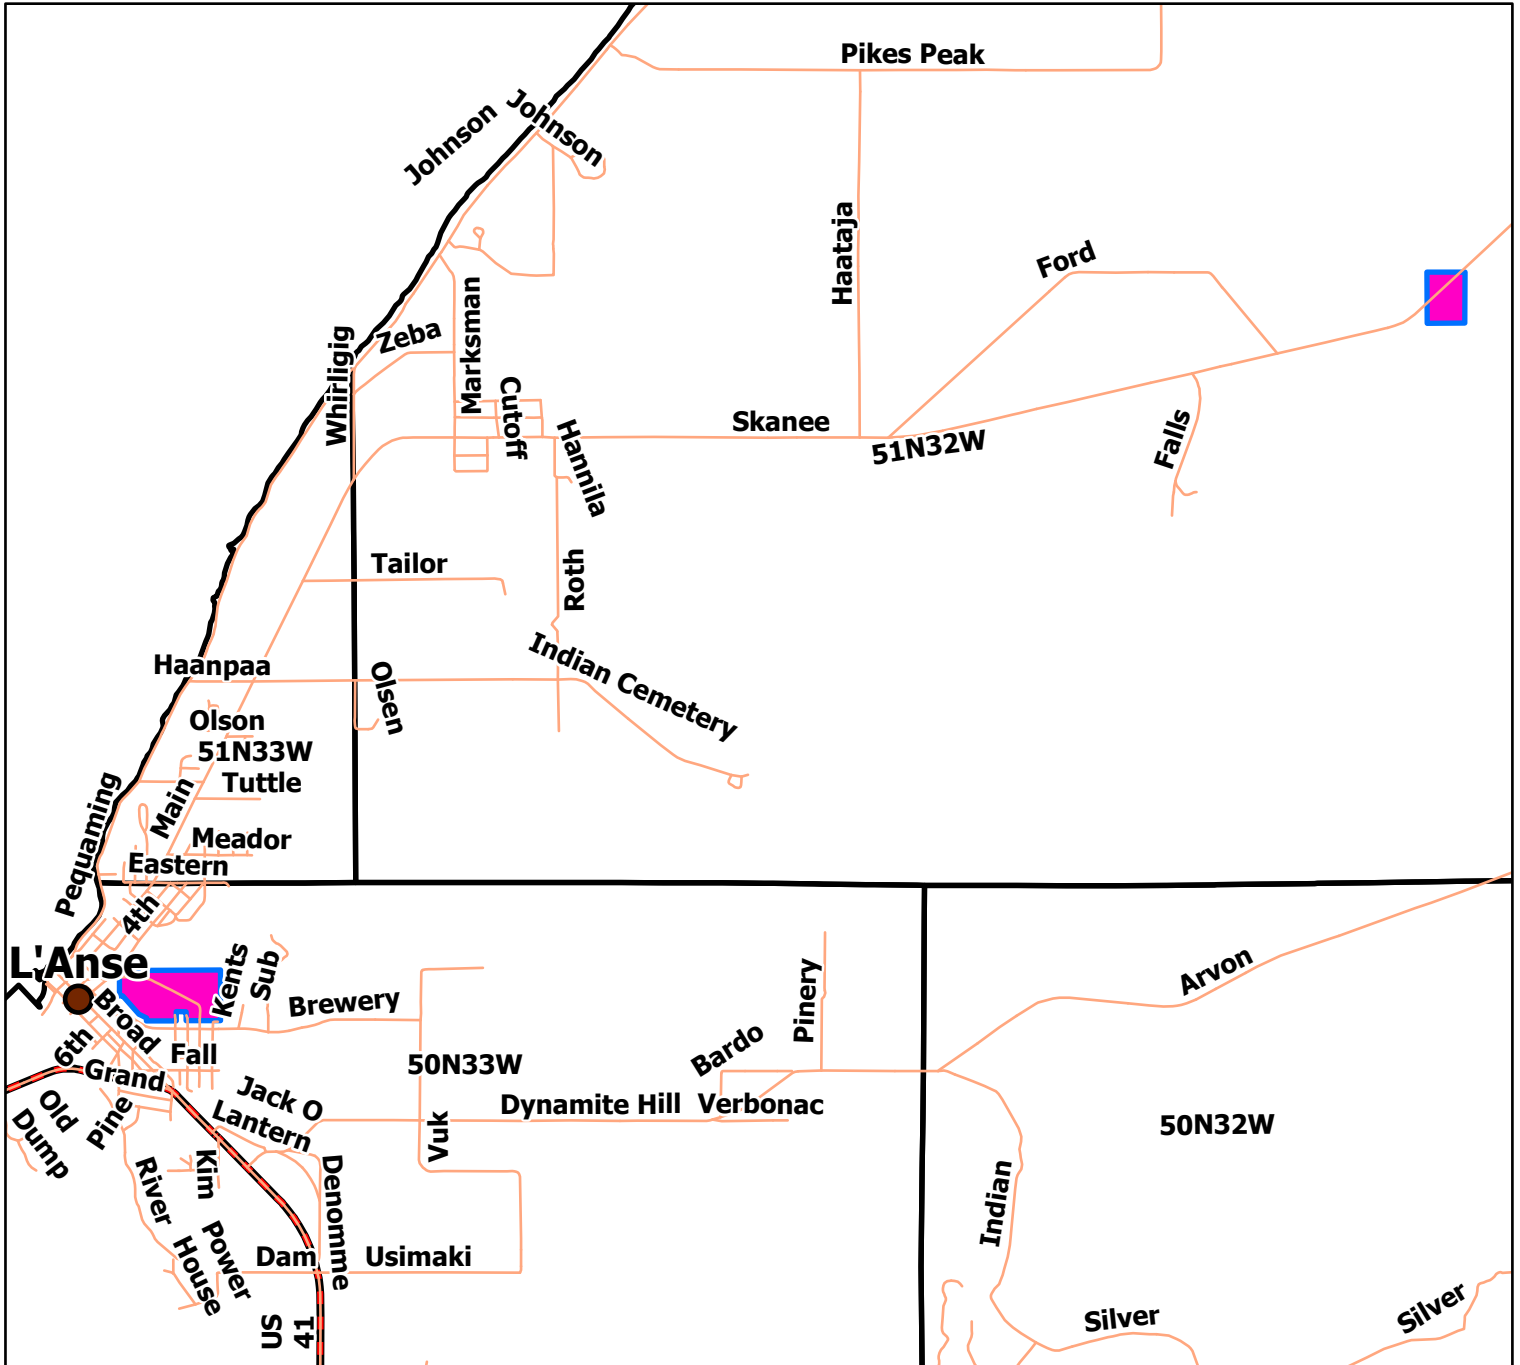 Pikes Peak
Johnson
Johnson
Haataja
Ford
Zeba
Marksman
Whirligig
Cutoff
Skanee
51N32W
Falls
Hannila
Tailor
Roth
Haanpaa
Indian Cemetery
Olsen
Olson
51N33W
Tuttle
Main
Pequaming
Meador
Eastern
4th
L'Anse
Kents
Sub
Brewery
Pinery
Arvon
Broad
6th
Fall
Grand
50N33W
Bardo
Jack O
Lantern
Dynamite Hill
Verbonac
50N32W
Old
Dump
Pine
Vuk
Kim
River
House
Power
Dam
Denomme
Usimaki
Indian
US
41
Silver
Silver